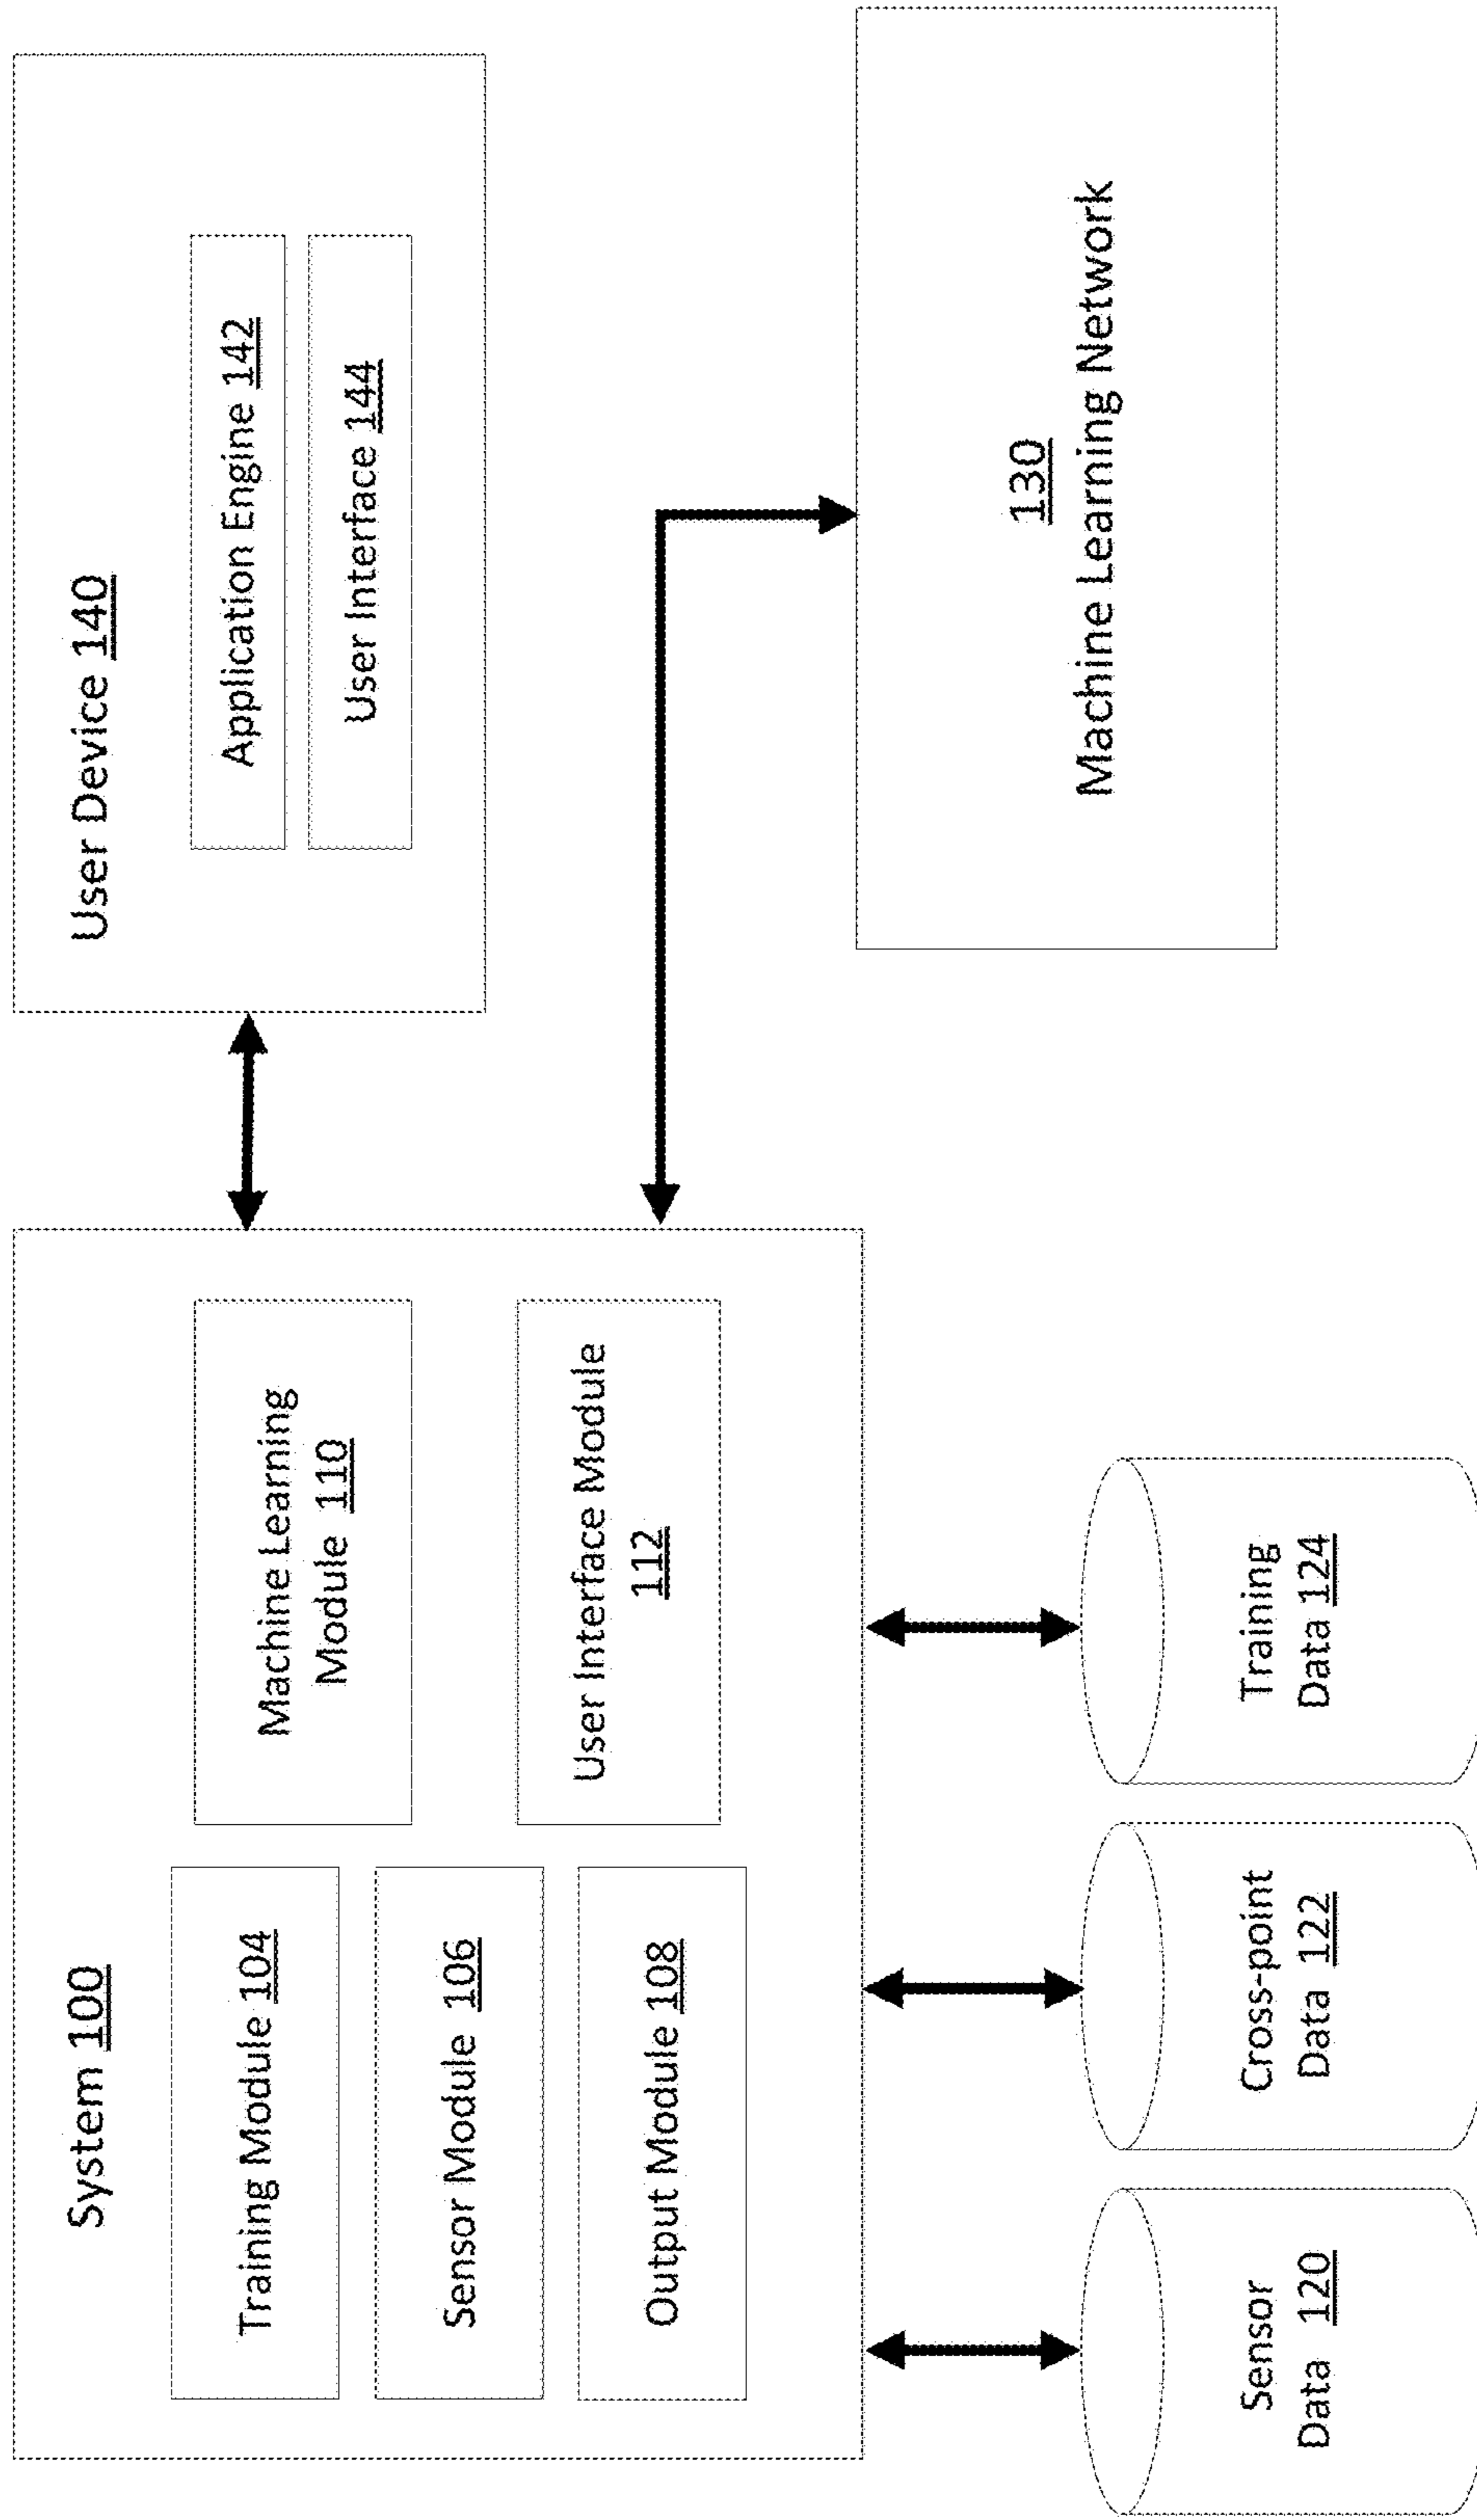 System 100
Training Module 104
Sensor Module 106
Output Module 108
Machine Learning
Module 110
User Interface Module
112
User Device 140
Application Engine 142
User Interface 144
130
Machine Learning Network
Sensor
Data 120
Cross-point
Data 122
Training
Data 124